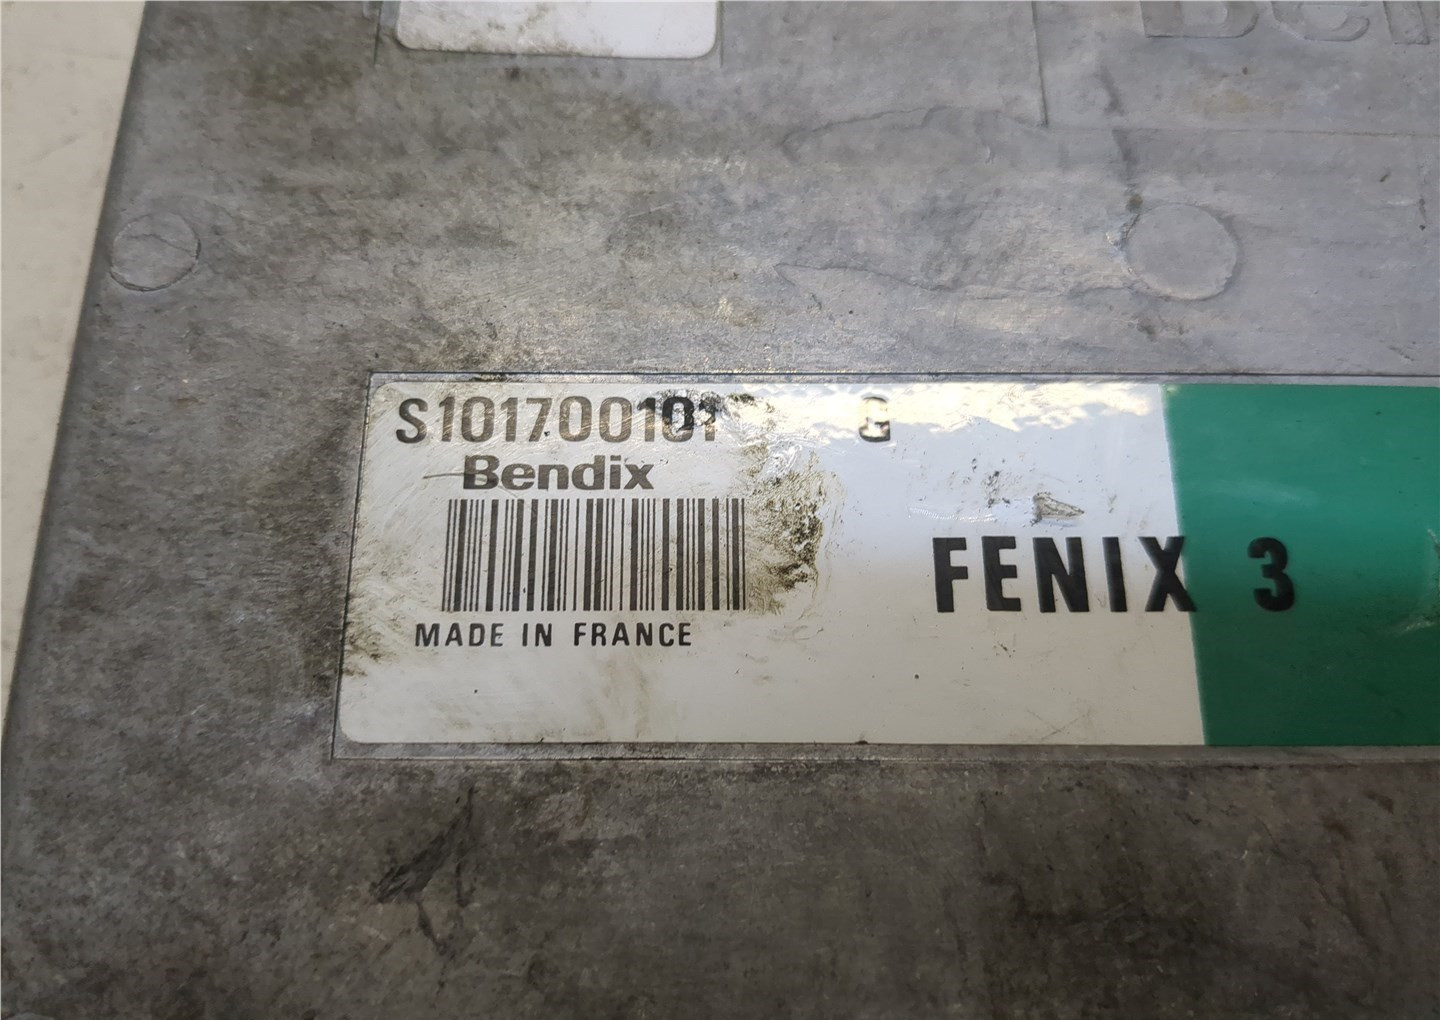 S101700101 G
Bendix
FENIX 3
MADE IN FRANCE